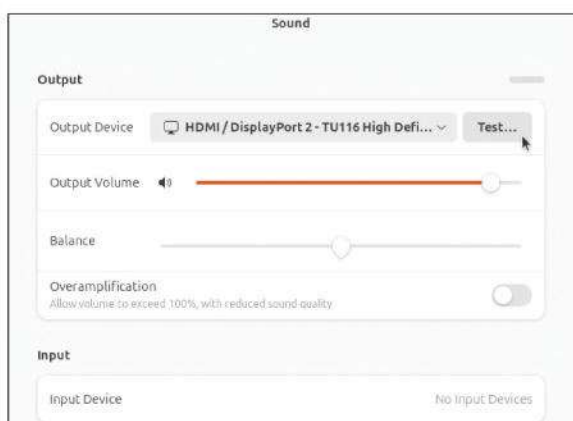 Sound
Output
Output Device HDMI / DisplayPort 2 - TU116 High Defi... Test...
Output Volume
Balance
Overamplification
Allow volume to exceed 100%, with reduced sound quality
Input
Input Device No Input Devices